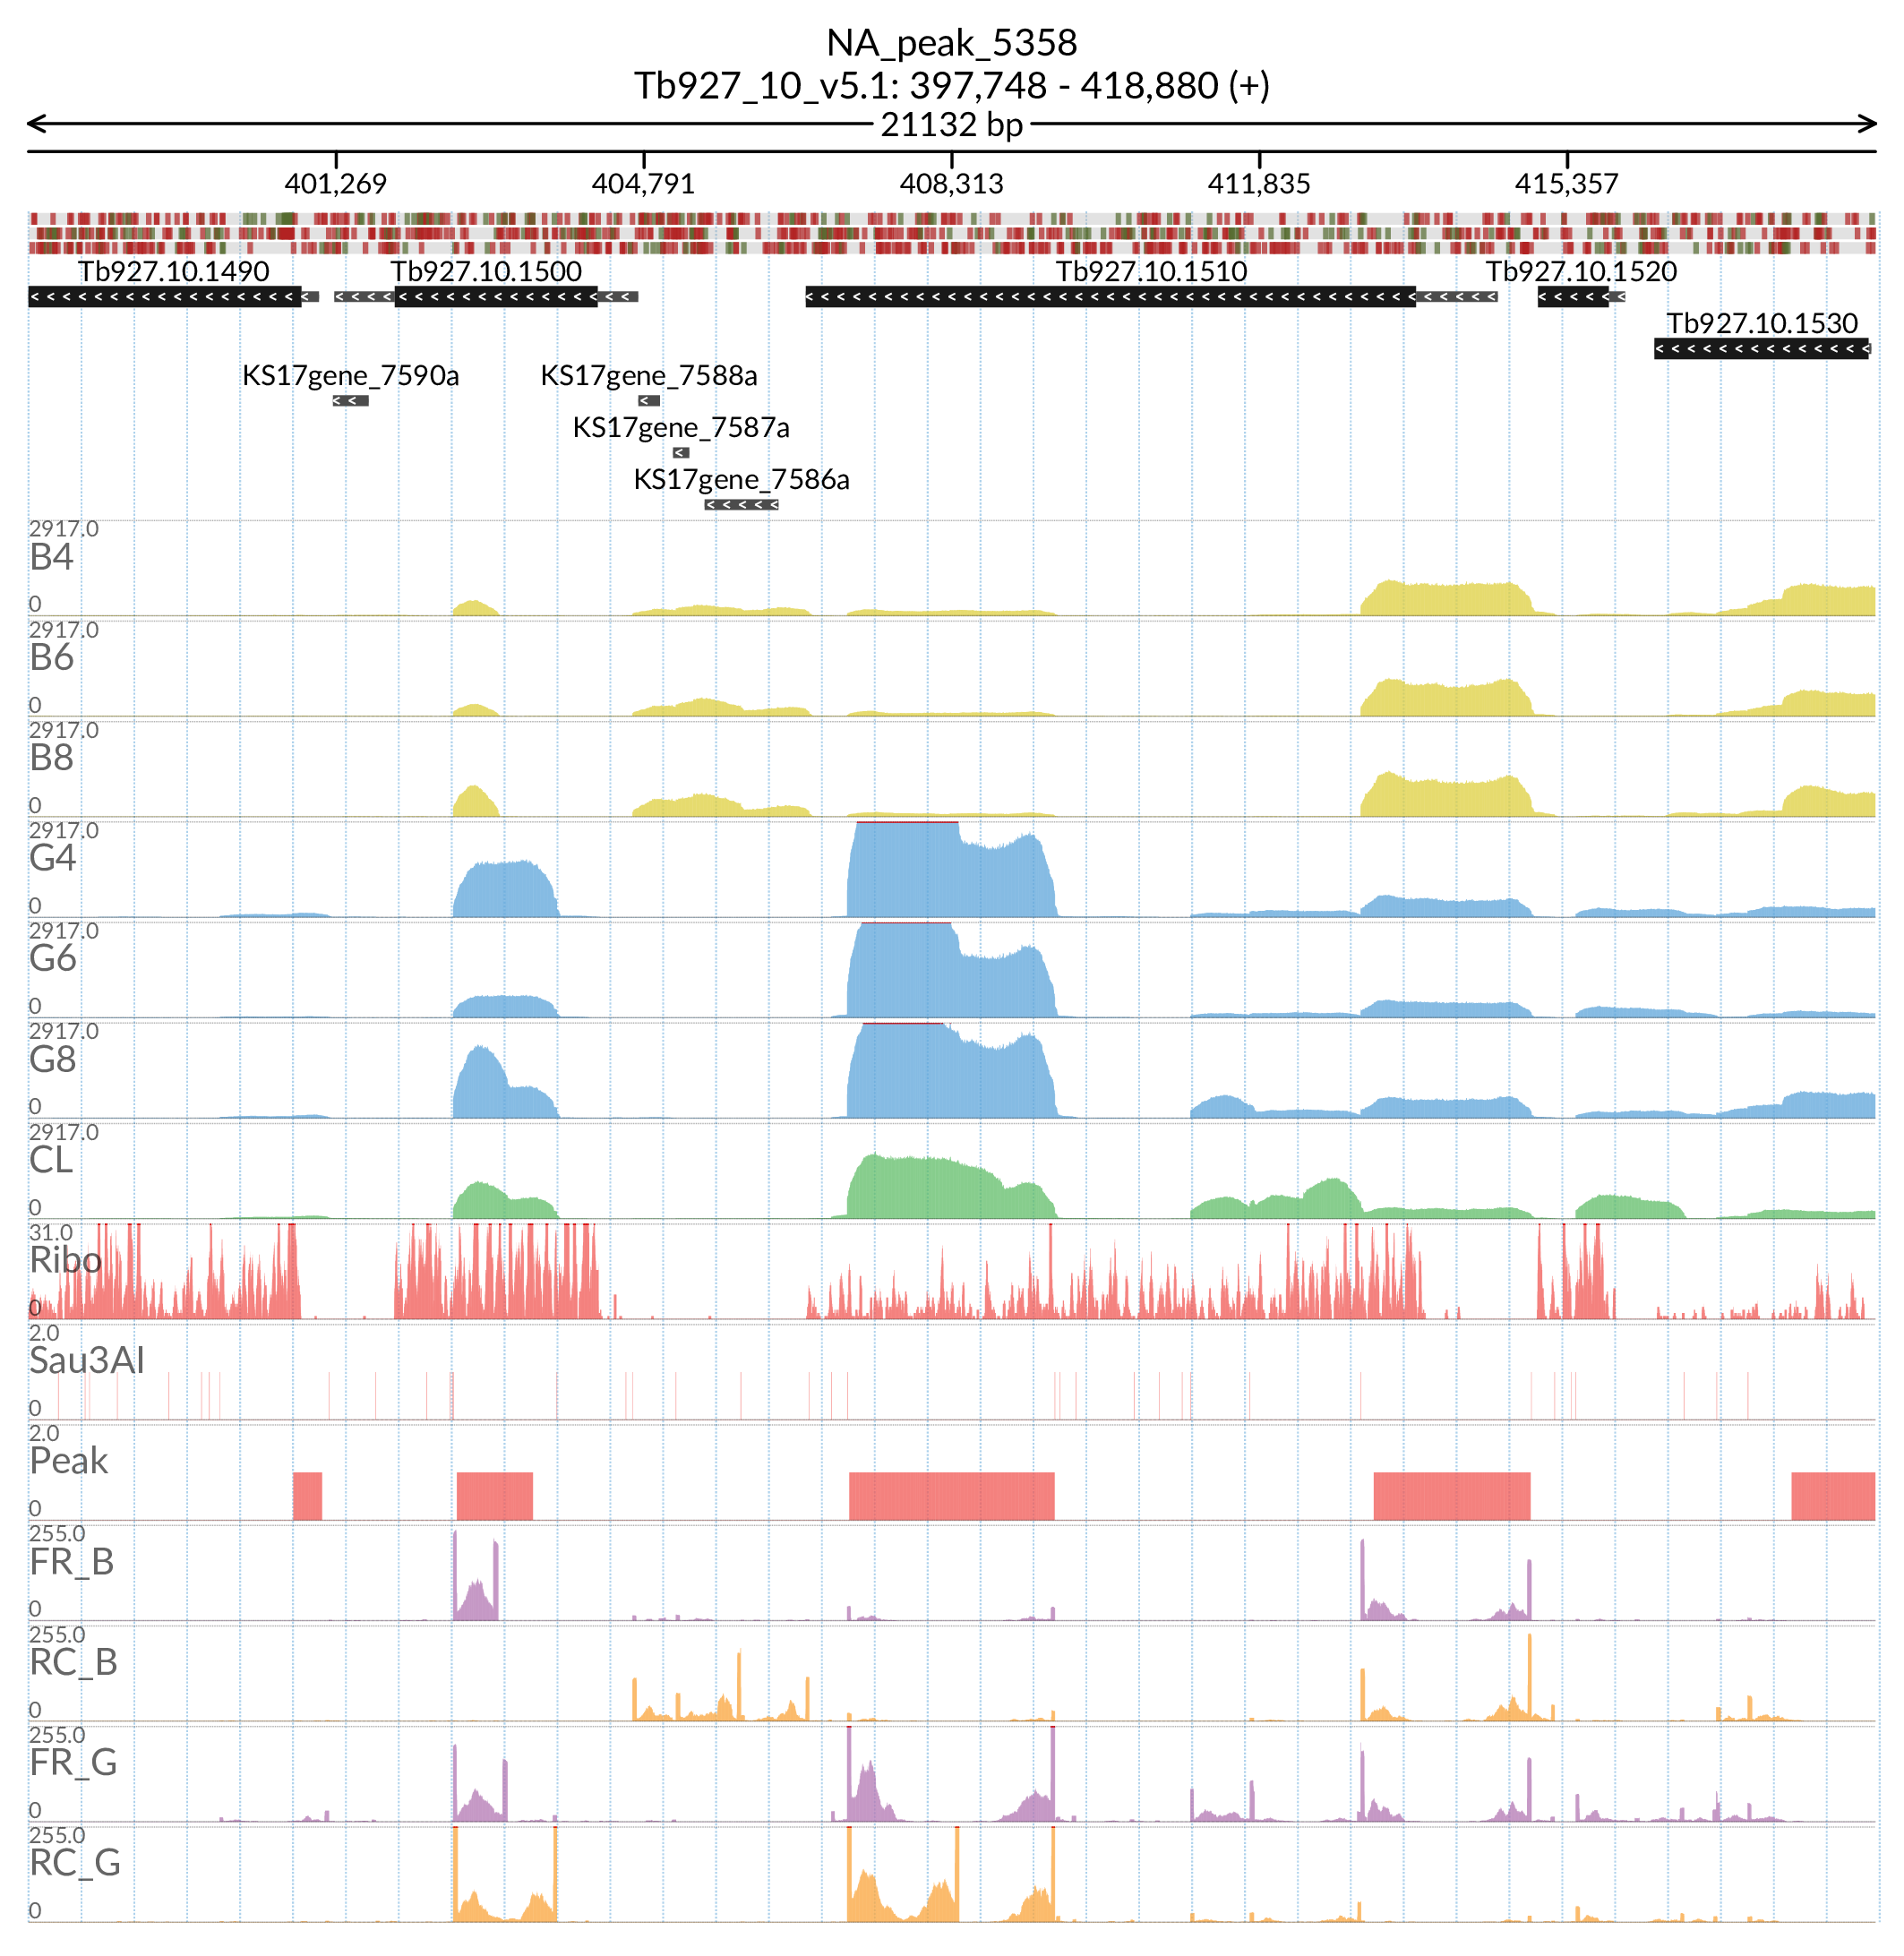 NA_peak_5358
Tb927_10_v5.1: 397,748 - 418,880 (+)
21132 bp
401,269 404,791 408,313 411,835 415,357
Tb927.10.1490 Tb927.10.1500 Tb927.10.1510 Tb927.10.1520
Tb927.10.1530
KS17gene_7590a KS17gene_7588a
KS17gene_7587a
KS17gene_7586a
2917.0
B4
0
2917.0
B6
0
2917.0
B8
0
2917.0
G4
0
2917.0
G6
0
2917.0
G8
0
2917.0
CL
0
31.0
Ribo
0
2.0
Sau3AI
0
2.0
Peak
0
255.0
FR_B
0
255.0
RC_B
0
255.0
FR_G
0
255.0
RC_G
0